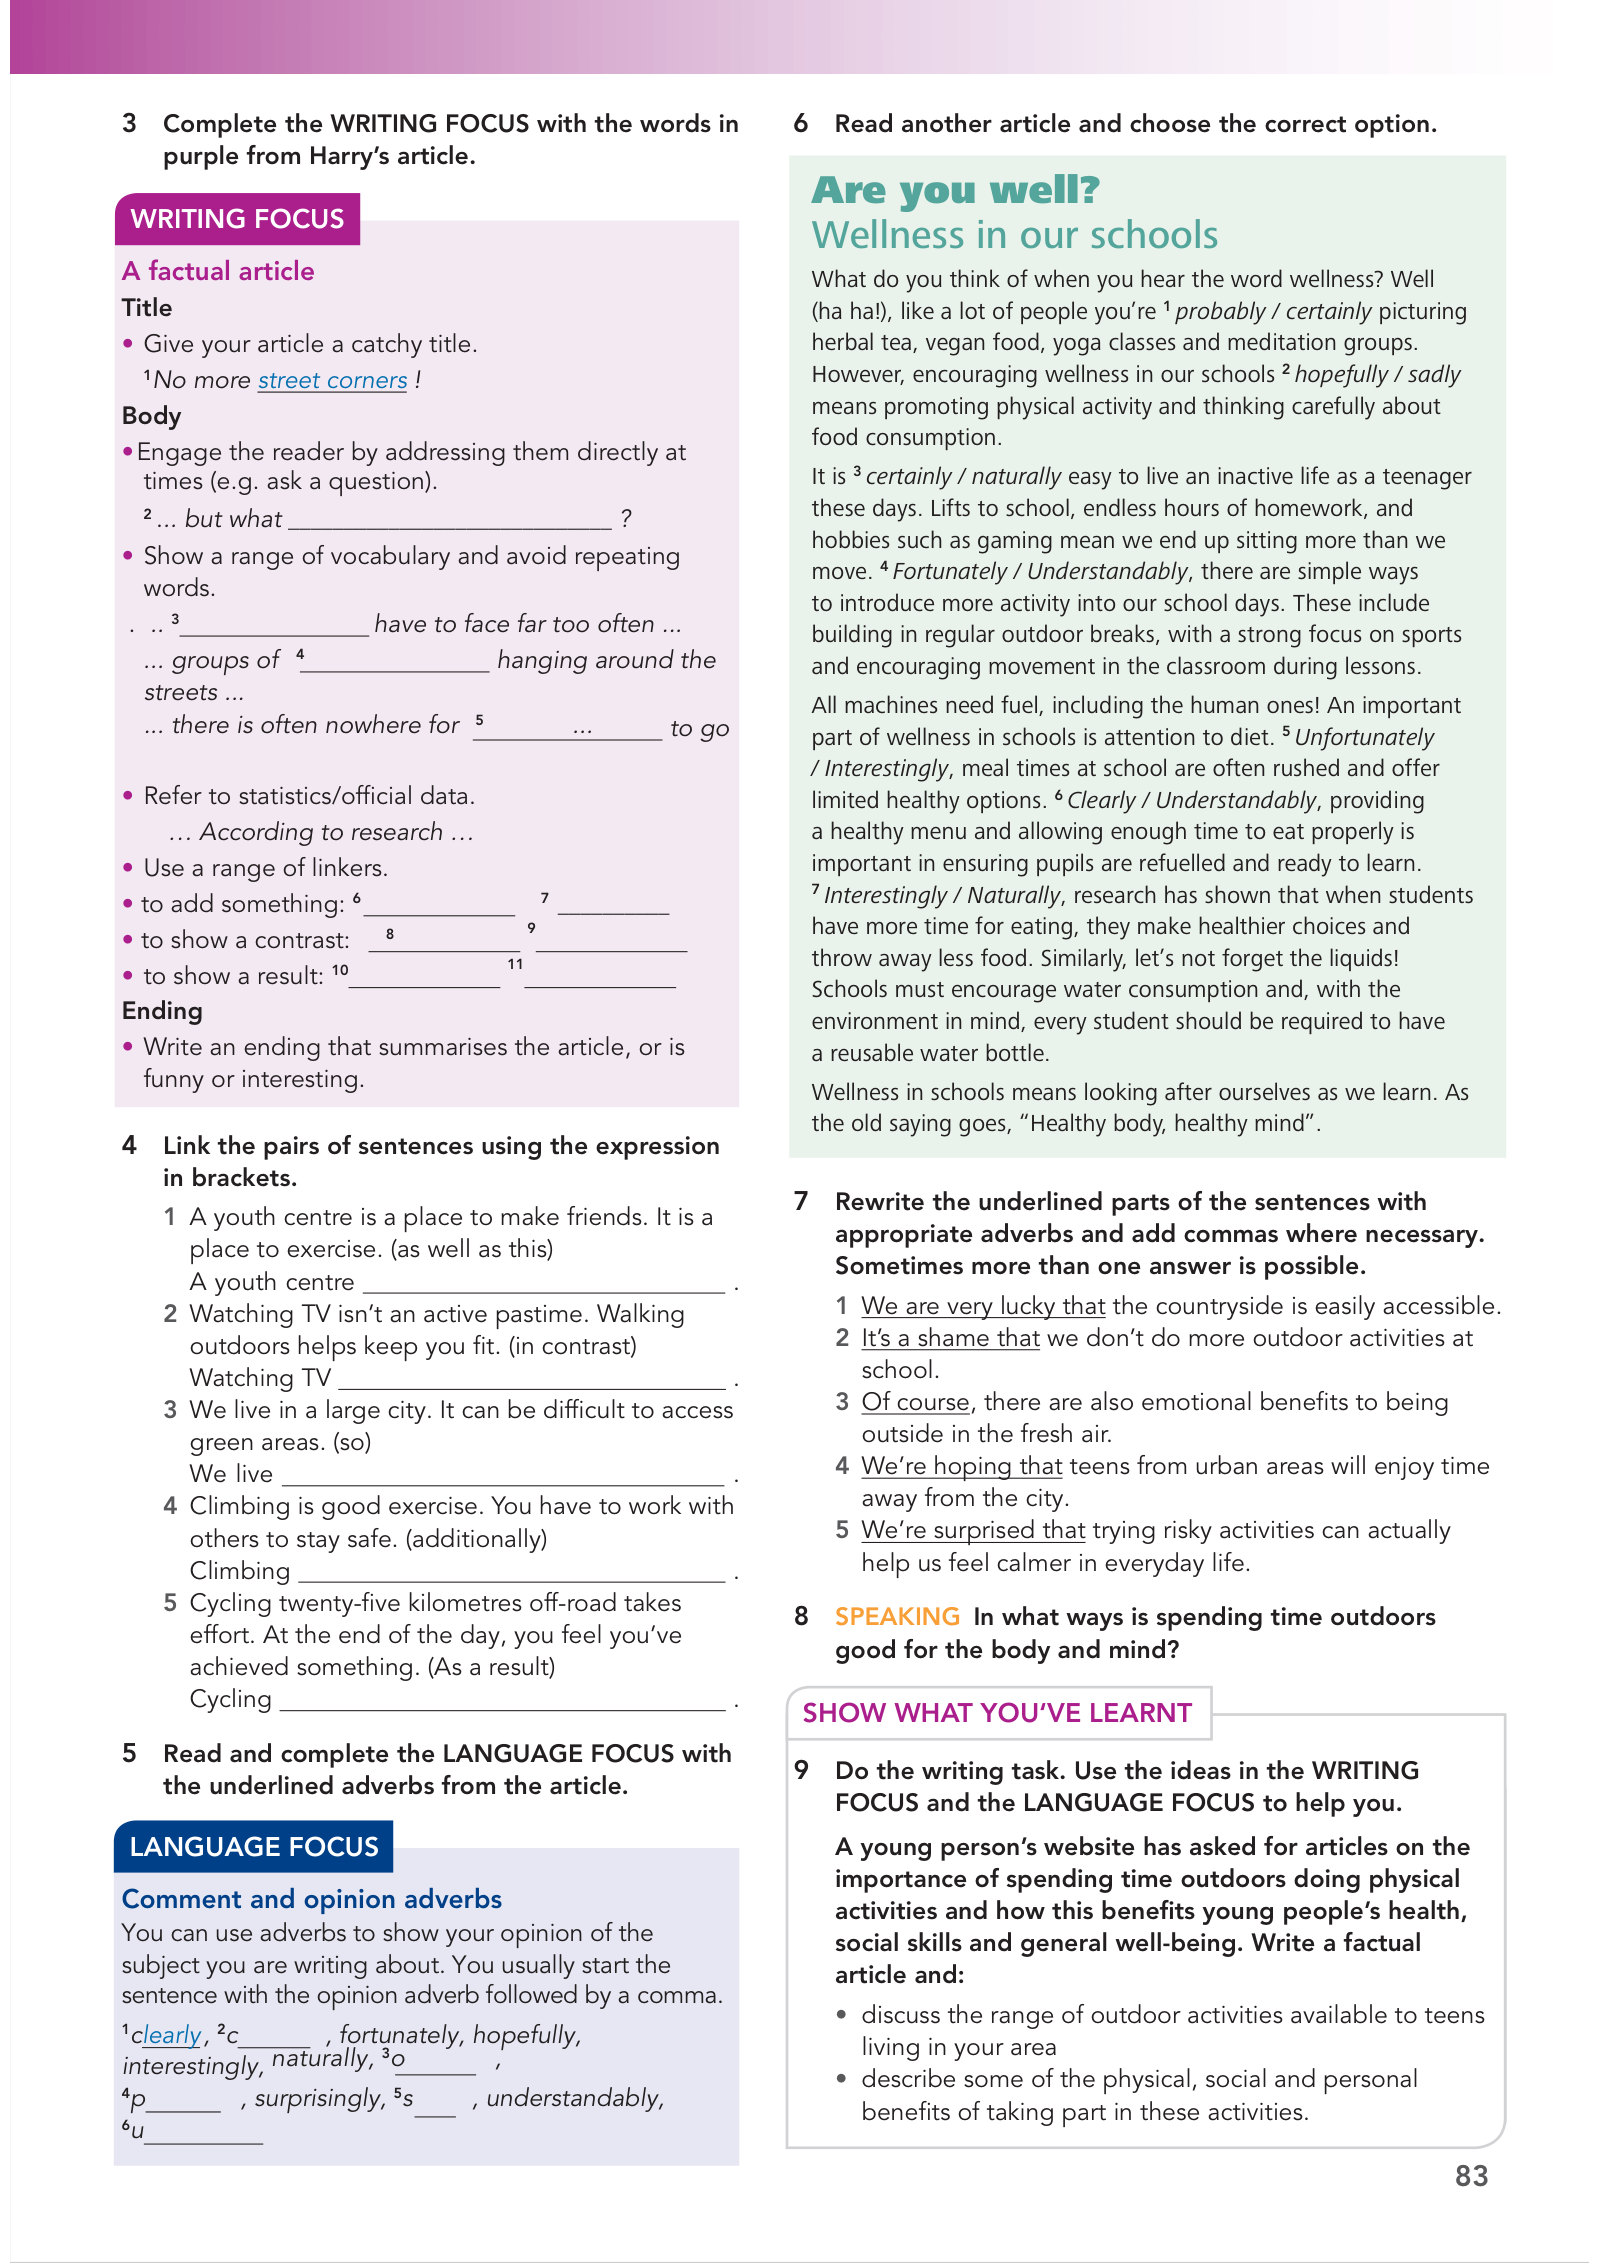 3 Complete the WRITING FOCUS with the words in
purple from Harry's article.
WRITING FOCUS
A factual article
Title
• Give your article a catchy title.
1 No more street corners !
Body
• Engage the reader by addressing them directly at
times (e.g. ask a question).
2 ... but what ________________ ?
• Show a range of vocabulary and avoid repeating
words.
. .. 3 ____________ have to face far too often ...
... groups of 4 ____________ hanging around the
streets ...
... there is often nowhere for 5 ______ ... ______ to go
• Refer to statistics/official data.
... According to research ...
• Use a range of linkers.
• to add something: 6 __________ 7 __________
• to show a contrast: 8 __________ 9 __________
• to show a result: 10 __________ 11 __________
Ending
• Write an ending that summarises the article, or is
funny or interesting.
4 Link the pairs of sentences using the expression
in brackets.
1 A youth centre is a place to make friends. It is a
place to exercise. (as well as this)
A youth centre ____________________ .
2 Watching TV isn't an active pastime. Walking
outdoors helps keep you fit. (in contrast)
Watching TV ____________________ .
3 We live in a large city. It can be difficult to access
green areas. (so)
We live ____________________ .
4 Climbing is good exercise. You have to work with
others to stay safe. (additionally)
Climbing ____________________ .
5 Cycling twenty-five kilometres off-road takes
effort. At the end of the day, you feel you've
achieved something. (As a result)
Cycling ____________________ .
5 Read and complete the LANGUAGE FOCUS with
the underlined adverbs from the article.
LANGUAGE FOCUS
Comment and opinion adverbs
You can use adverbs to show your opinion of the
subject you are writing about. You usually start the
sentence with the opinion adverb followed by a comma.
1 clearly, 2 c______ , fortunately, hopefully,
interestingly, naturally, 3 o______ ,
4 p______ , surprisingly, 5 s____ , understandably,
6 u________
6 Read another article and choose the correct option.
Are you well?
Wellness in our schools
What do you think of when you hear the word wellness? Well
(ha ha!), like a lot of people you're 1 probably / certainly picturing
herbal tea, vegan food, yoga classes and meditation groups.
However, encouraging wellness in our schools 2 hopefully / sadly
means promoting physical activity and thinking carefully about
food consumption.
It is 3 certainly / naturally easy to live an inactive life as a teenager
these days. Lifts to school, endless hours of homework, and
hobbies such as gaming mean we end up sitting more than we
move. 4 Fortunately / Understandably, there are simple ways
to introduce more activity into our school days. These include
building in regular outdoor breaks, with a strong focus on sports
and encouraging movement in the classroom during lessons.
All machines need fuel, including the human ones! An important
part of wellness in schools is attention to diet. 5 Unfortunately
/ Interestingly, meal times at school are often rushed and offer
limited healthy options. 6 Clearly / Understandably, providing
a healthy menu and allowing enough time to eat properly is
important in ensuring pupils are refuelled and ready to learn.
7 Interestingly / Naturally, research has shown that when students
have more time for eating, they make healthier choices and
throw away less food. Similarly, let's not forget the liquids!
Schools must encourage water consumption and, with the
environment in mind, every student should be required to have
a reusable water bottle.
Wellness in schools means looking after ourselves as we learn. As
the old saying goes, "Healthy body, healthy mind".
7 Rewrite the underlined parts of the sentences with
appropriate adverbs and add commas where necessary.
Sometimes more than one answer is possible.
1 We are very lucky that the countryside is easily accessible.
2 It's a shame that we don't do more outdoor activities at
school.
3 Of course, there are also emotional benefits to being
outside in the fresh air.
4 We're hoping that teens from urban areas will enjoy time
away from the city.
5 We're surprised that trying risky activities can actually
help us feel calmer in everyday life.
8 SPEAKING In what ways is spending time outdoors
good for the body and mind?
SHOW WHAT YOU'VE LEARNT
9 Do the writing task. Use the ideas in the WRITING
FOCUS and the LANGUAGE FOCUS to help you.
A young person's website has asked for articles on the
importance of spending time outdoors doing physical
activities and how this benefits young people's health,
social skills and general well-being. Write a factual
article and:
• discuss the range of outdoor activities available to teens
living in your area
• describe some of the physical, social and personal
benefits of taking part in these activities.
83